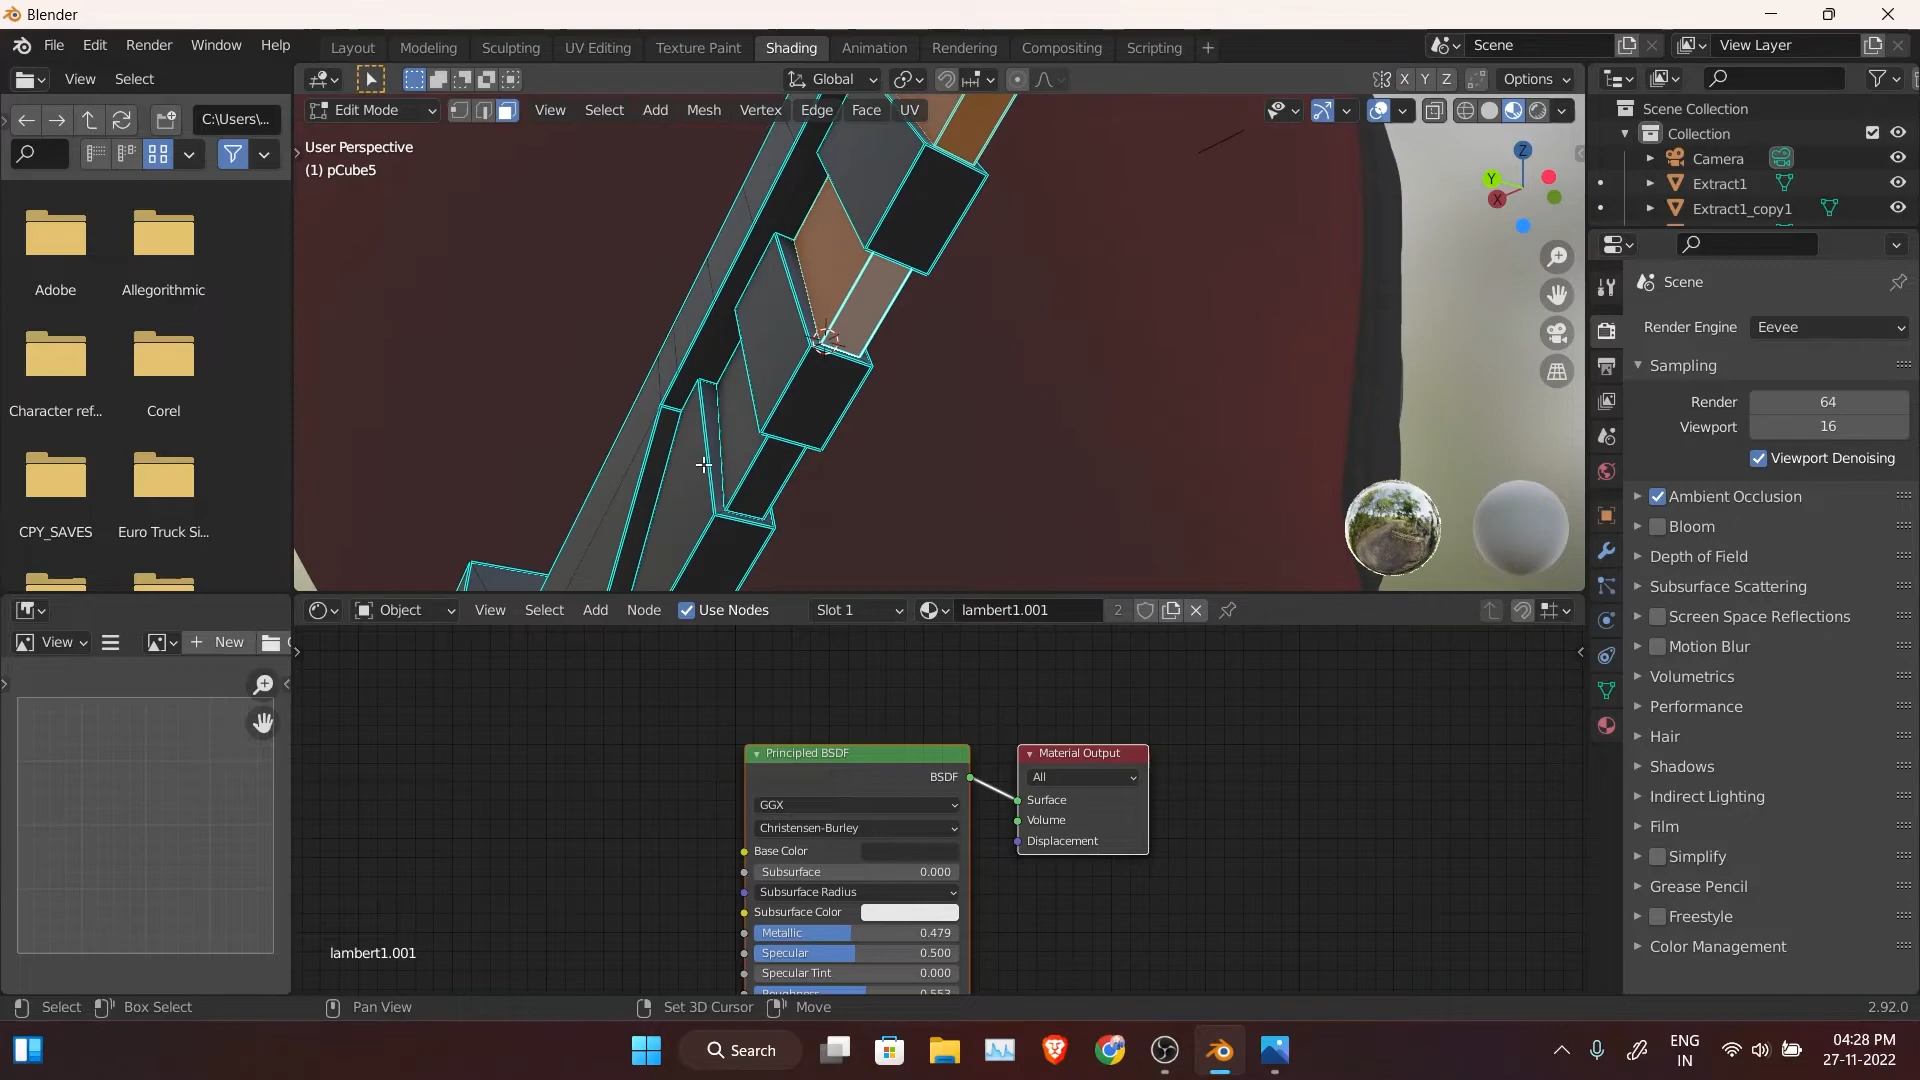 Blender
File Edit Render Window Help
Layout Modeling Sculpting UV Editing Texture Paint Shading Animation Rendering Compositing Scripting +
Scene
View Layer
View Select
Global
X Y Z
Options
C:\Users\...
Edit Mode
View Select Add Mesh Vertex Edge Face UV
User Perspective
(1) pCube5
Z
Y
X
Scene Collection
Collection
Camera
Extract1
Extract1_copy1
Adobe
Allegorithmic
Character ref...
Corel
CPY_SAVES
Euro Truck Si...
Scene
Render Engine Eevee
Sampling
Render 64
Viewport 16
Viewport Denoising
Ambient Occlusion
Bloom
Depth of Field
Subsurface Scattering
Screen Space Reflections
Motion Blur
Volumetrics
Performance
Hair
Shadows
Indirect Lighting
Film
Simplify
Grease Pencil
Freestyle
Color Management
Object
View Select Add Node
Use Nodes
Slot 1
lambert1.001
2
View
+ New
Principled BSDF
BSDF
GGX
Christensen-Burley
Base Color
Subsurface 0.000
Subsurface Radius
Subsurface Color
Metallic 0.479
Specular 0.500
Specular Tint 0.000
Roughness 0.553
Material Output
All
Surface
Volume
Displacement
lambert1.001
Select
Box Select
Pan View
Set 3D Cursor
Move
2.92.0
Search
ENG
IN
04:28 PM
27-11-2022